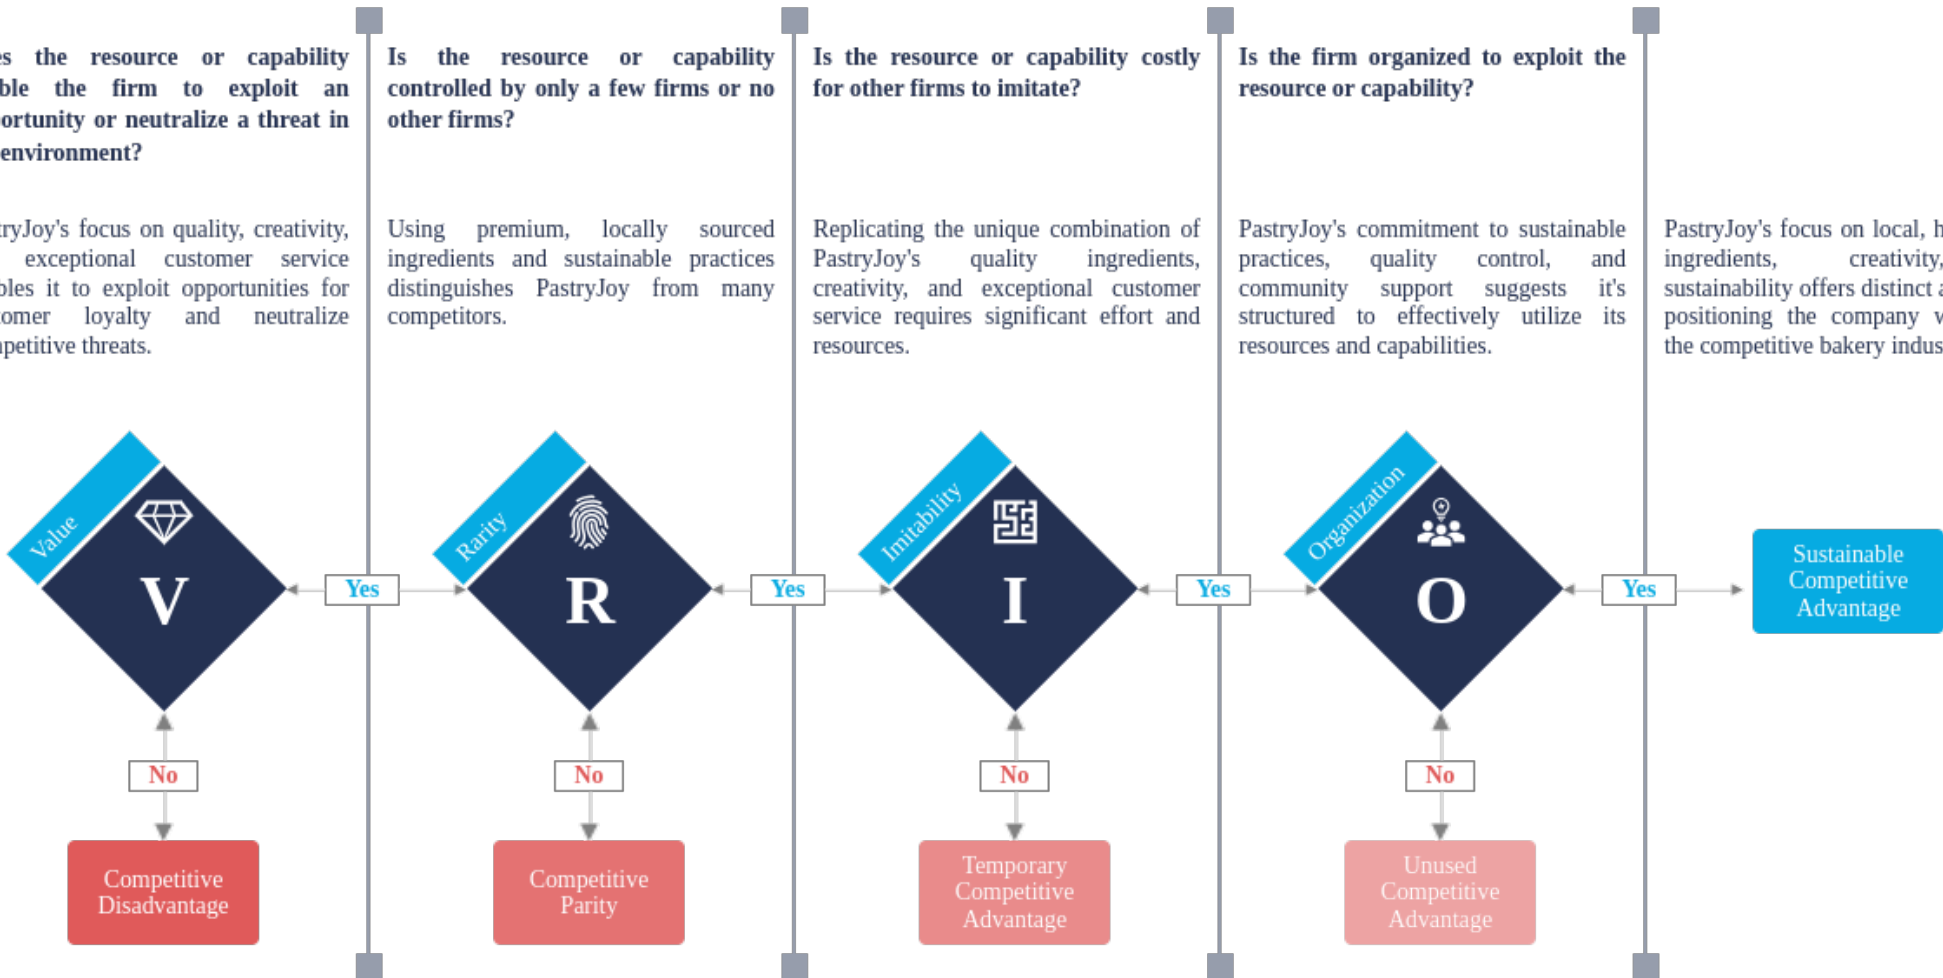 the resource or capability
the firm to exploit an
or neutralize a threat in
environment?
Is the resource or capability
controlled by only a few firms or no
other firms?
Is the resource or capability costly
for other firms to imitate?
Is the firm organized to exploit the
resource or capability?
focus on quality, creativity,
exceptional customer service
it to exploit opportunities for
loyalty and neutralize
threats.
Using premium, locally sourced
ingredients and sustainable practices
distinguishes PastryJoy from many
competitors.
Replicating the unique combination of
PastryJoy's quality ingredients,
creativity, and exceptional customer
service requires significant effort and
resources.
PastryJoy's commitment to sustainable
practices, quality control, and
community support suggests it's
structured to effectively utilize its
resources and capabilities.
PastryJoy's focus on local,
ingredients, creativity,
sustainability offers distinct
positioning the company
the competitive bakery
Value
V
Yes
No
Competitive
Disadvantage
Rarity
R
Yes
No
Competitive
Parity
Imitability
I
Yes
No
Temporary
Competitive
Advantage
Organization
O
Yes
No
Unused
Competitive
Advantage
Sustainable
Competitive
Advantage